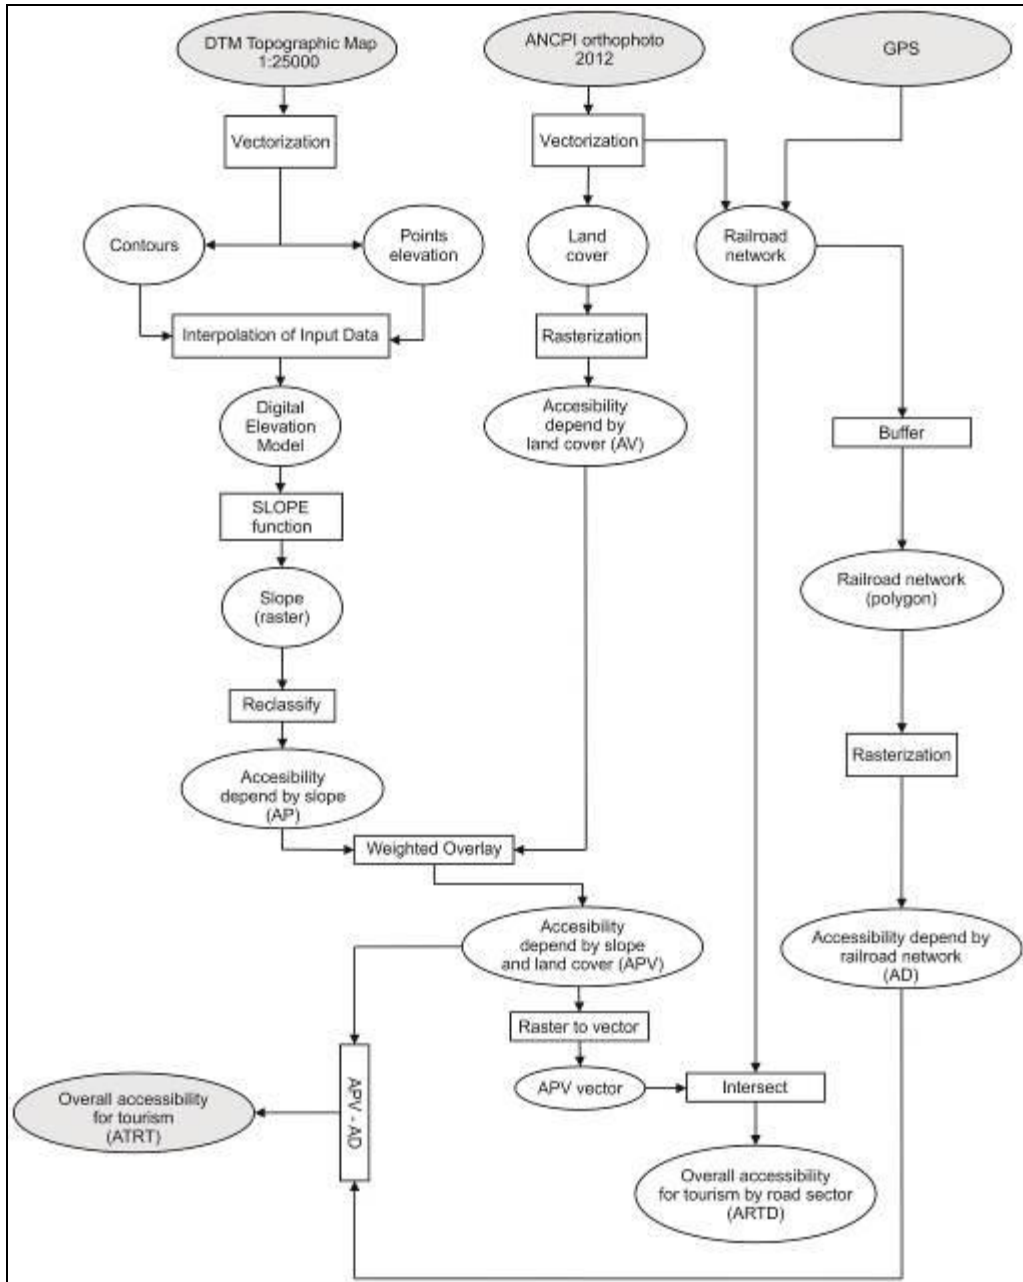 DTM Topographic Map
1:25000
ANCPI orthophoto
2012
GPS
Vectorization
Vectorization
Contours
Points
elevation
Land
cover
Railroad
network
Interpolation of Input Data
Rasterization
Digital
Elevation
Model
Accesibility
depend by
land cover (AV)
Buffer
SLOPE
function
Slope
(raster)
Railroad network
(polygon)
Reclassify
Rasterization
Accesibility
depend by slope
(AP)
Weighted Overlay
Accesibility
depend by slope
and land cover (APV)
Accessibility depend by
railroad network
(AD)
Raster to vector
APV vector
Intersect
APV - AD
Overall accessibility
for tourism
(ATRT)
Overall accessibility
for tourism by road sector
(ARTD)